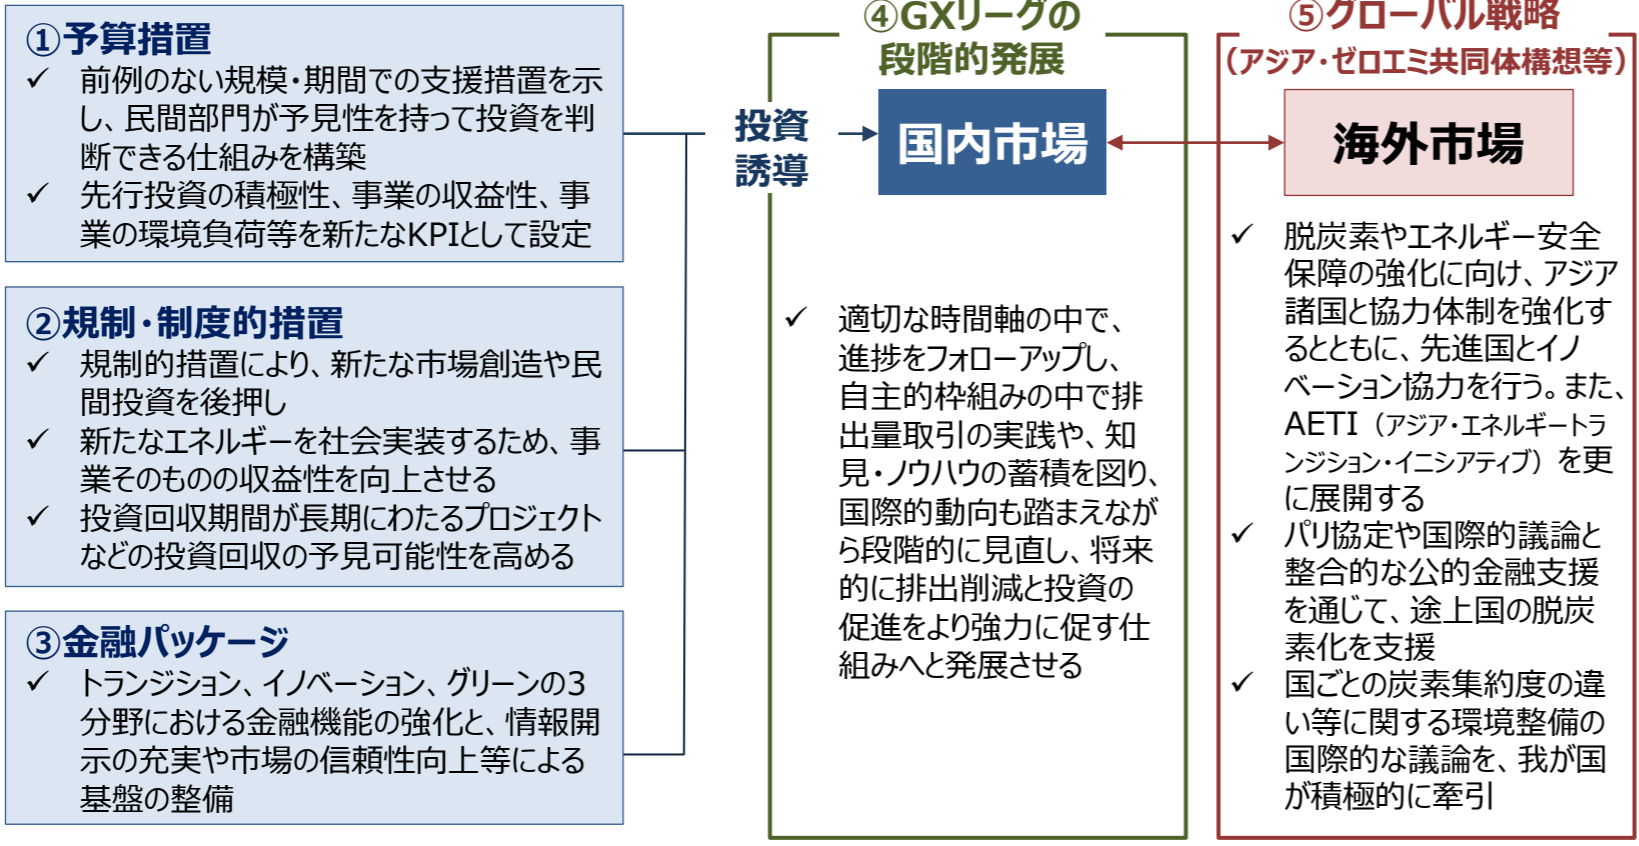 ①予算措置
✓ 前例のない規模・期間での支援措置を示
し、民間部門が予見性を持って投資を判
断できる仕組みを構築
✓ 先行投資の積極性、事業の収益性、事
業の環境負荷等を新たなKPIとして設定
②規制・制度的措置
✓ 規制的措置により、新たな市場創造や民
間投資を後押し
✓ 新たなエネルギーを社会実装するため、事
業そのものの収益性を向上させる
✓ 投資回収期間が長期にわたるプロジェクト
などの投資回収の予見可能性を高める
③金融パッケージ
✓ トランジション、イノベーション、グリーンの3
分野における金融機能の強化と、情報開
示の充実や市場の信頼性向上等による
基盤の整備
投資
誘導
④GXリーグの
段階的発展
国内市場
✓ 適切な時間軸の中で、
進捗をフォローアップし、
自主的枠組みの中で排
出量取引の実践や、知
見・ノウハウの蓄積を図り、
国際的動向も踏まえなが
ら段階的に見直し、将来
的に排出削減と投資の
促進をより強力に促す仕
組みへと発展させる
⑤グローバル戦略
（アジア・ゼロエミ共同体構想等）
海外市場
✓ 脱炭素やエネルギー安全
保障の強化に向け、アジア
諸国と協力体制を強化す
るとともに、先進国とイノ
ベーション協力を行う。また、
AETI（アジア・エネルギートラ
ンジション・イニシアティブ）を更
に展開する
✓ パリ協定や国際的議論と
整合的な公的金融支援
を通じて、途上国の脱炭
素化を支援
✓ 国ごとの炭素集約度の違
い等に関する環境整備の
国際的な議論を、我が国
が積極的に牽引